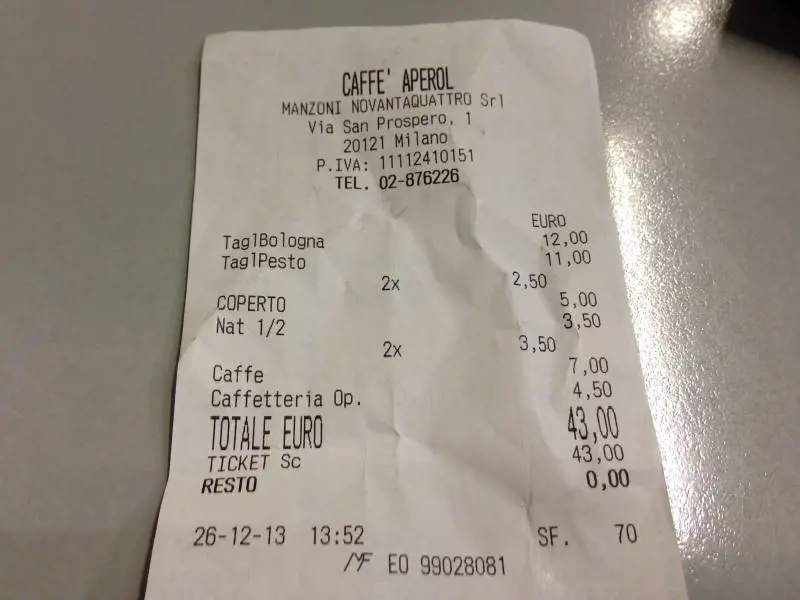 CAFFE' APEROL
MANZONI NOVANTAQUATTRO Srl
Via San Prospero, 1
20121 Milano
P.IVA: 11112410151
TEL. 02-876226
EURO
TaglBologna 12,00
TaglPesto 11,00
2x 2,50
COPERTO 5,00
Nat 1/2 3,50
2x 3,50
Caffe 7,00
Caffetteria Op. 4,50
TOTALE EURO 43,00
TICKET Sc 43,00
RESTO 0,00
26-12-13 13:52 SF. 70
MF EO 99028081